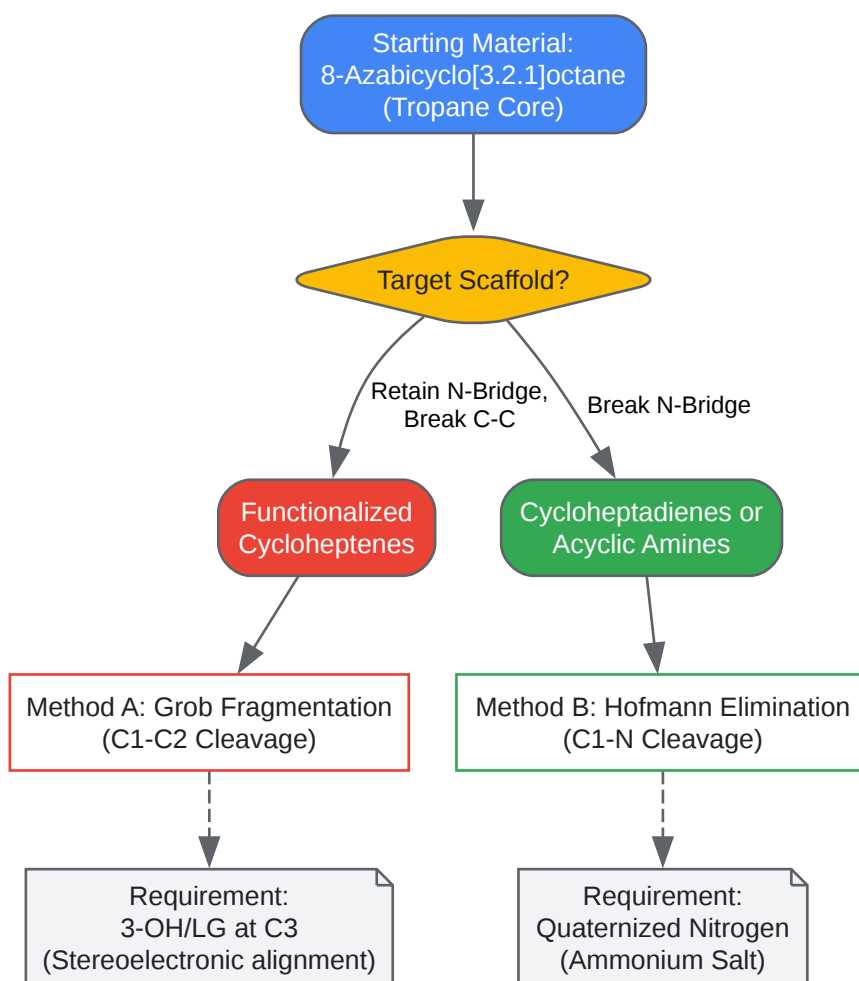 Starting Material:
8-Azabicyclo[3.2.1]octane
(Tropane Core)
Target Scaffold?
Retain N-Bridge,
Break C-C
Break N-Bridge
Functionalized
Cycloheptenes
Cycloheptadienes or
Acyclic Amines
Method A: Grob Fragmentation
(C1-C2 Cleavage)
Method B: Hofmann Elimination
(C1-N Cleavage)
Requirement:
3-OH/LG at C3
(Stereoelectronic alignment)
Requirement:
Quaternized Nitrogen
(Ammonium Salt)